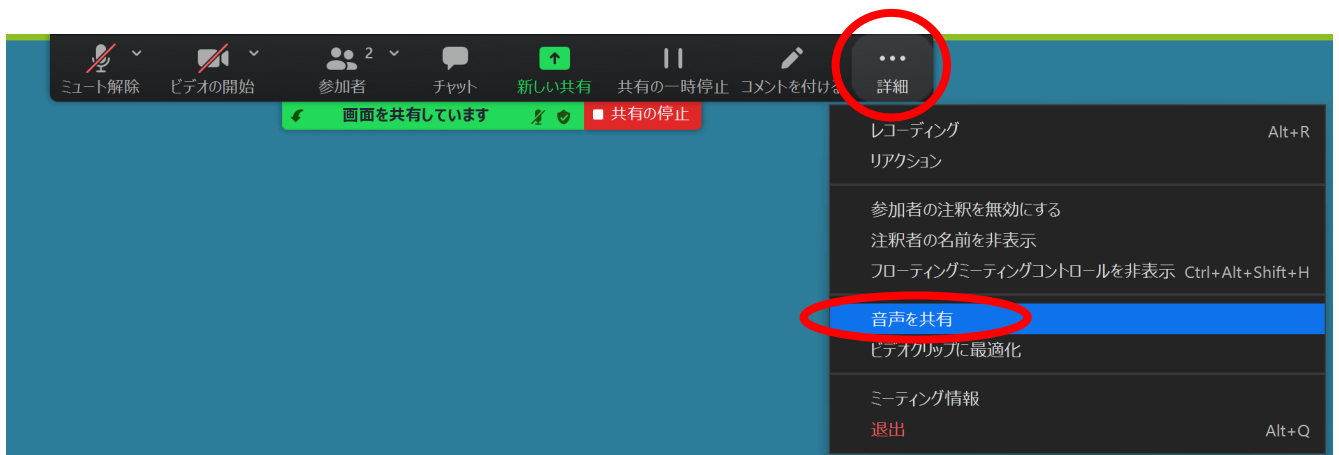 2
ミュート解除 ビデオの開始 参加者 チャット 新しい共有 共有の一時停止 コメントを付ける 詳細
画面を共有しています 共有の停止
レコーディング Alt+R
リアクション
参加者の注釈を無効にする
注釈者の名前を非表示
フローティングミーティングコントロールを非表示 Ctrl+Alt+Shift+H
音声を共有
ビデオクリップに最適化
ミーティング情報
退出 Alt+Q